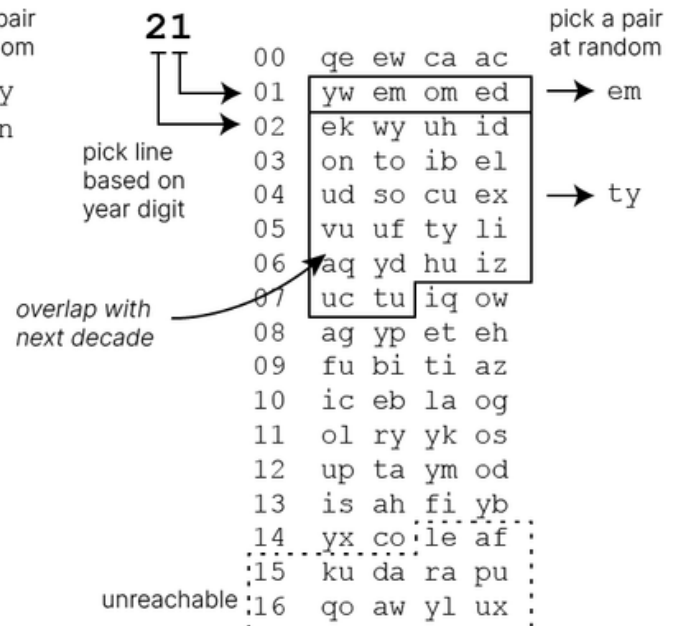 pair
om
y
n
21
pick line
based on
year digit
overlap with
next decade
unreachable
00 qe ew ca ac
01 yw em om ed
02 ek wy uh id
03 on to ib el
04 ud so cu ex
05 vu uf ty li
06 aq yd hu iz
07 uc tu iq ow
08 ag yp et eh
09 fu bi ti az
10 ic eb la og
11 ol ry yk os
12 up ta ym od
13 is ah fi yb
14 yx co le af
15 ku da ra pu
16 qo aw yl ux
pick a pair
at random
em
ty